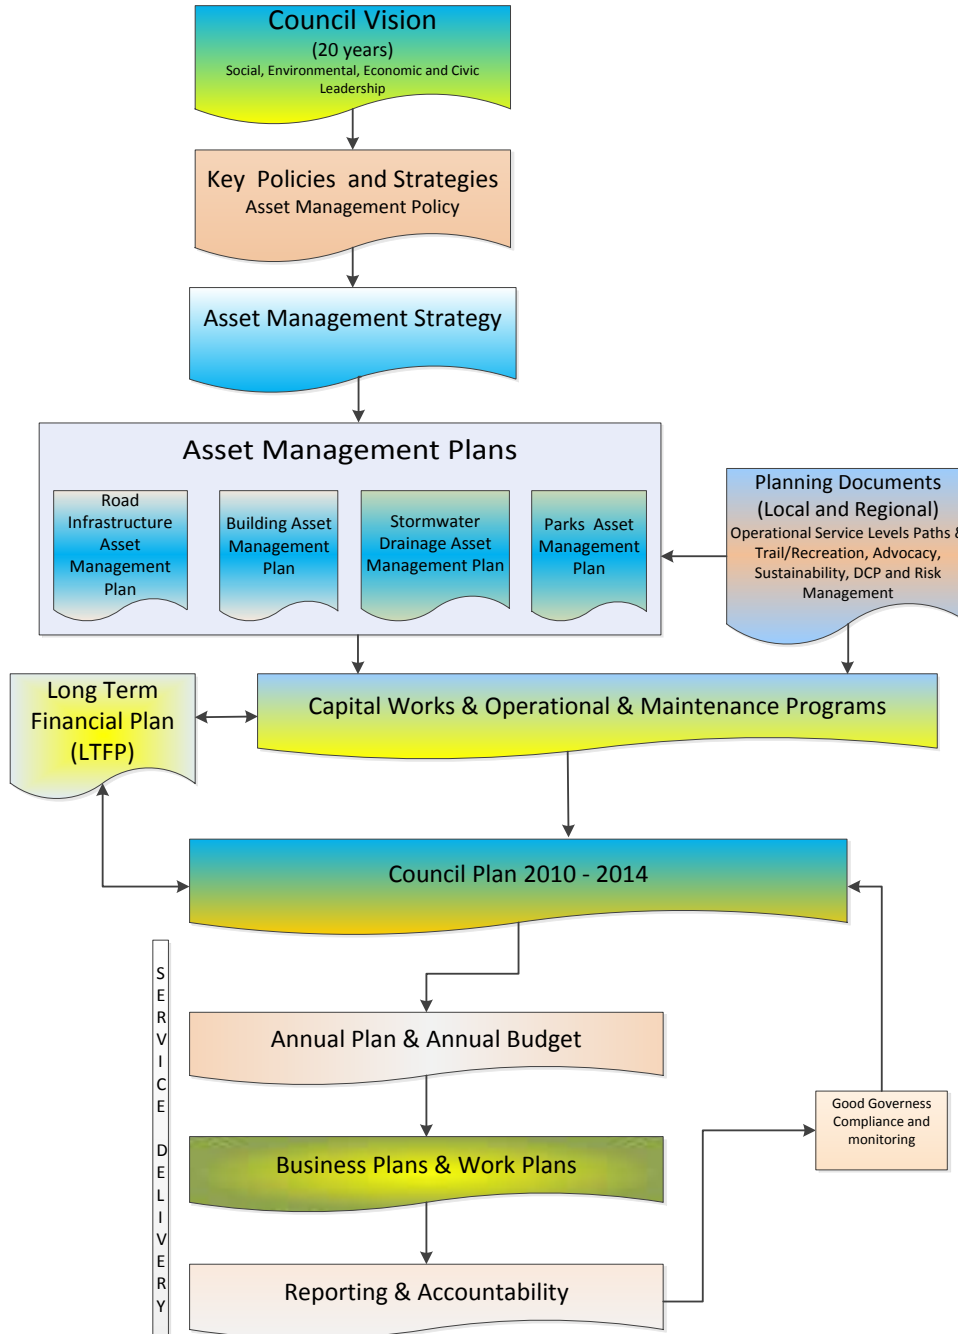 Council Vision
(20 years)
Social, Environmental, Economic and Civic
Leadership
Key Policies and Strategies
Asset Management Policy
Asset Management Strategy
Asset Management Plans
Road
Infrastructure
Asset
Management
Plan
Building Asset
Management
Plan
Stormwater
Drainage Asset
Management Plan
Parks Asset
Management
Plan
Planning Documents
(Local and Regional)
Operational Service Levels Paths &
Trail/Recreation, Advocacy,
Sustainability, DCP and Risk
Management
Long Term
Financial Plan
(LTFP)
Capital Works & Operational & Maintenance Programs
Council Plan 2010 - 2014
SERVICE DELIVERY
Annual Plan & Annual Budget
Business Plans & Work Plans
Reporting & Accountability
Good Governess
Compliance and
monitoring